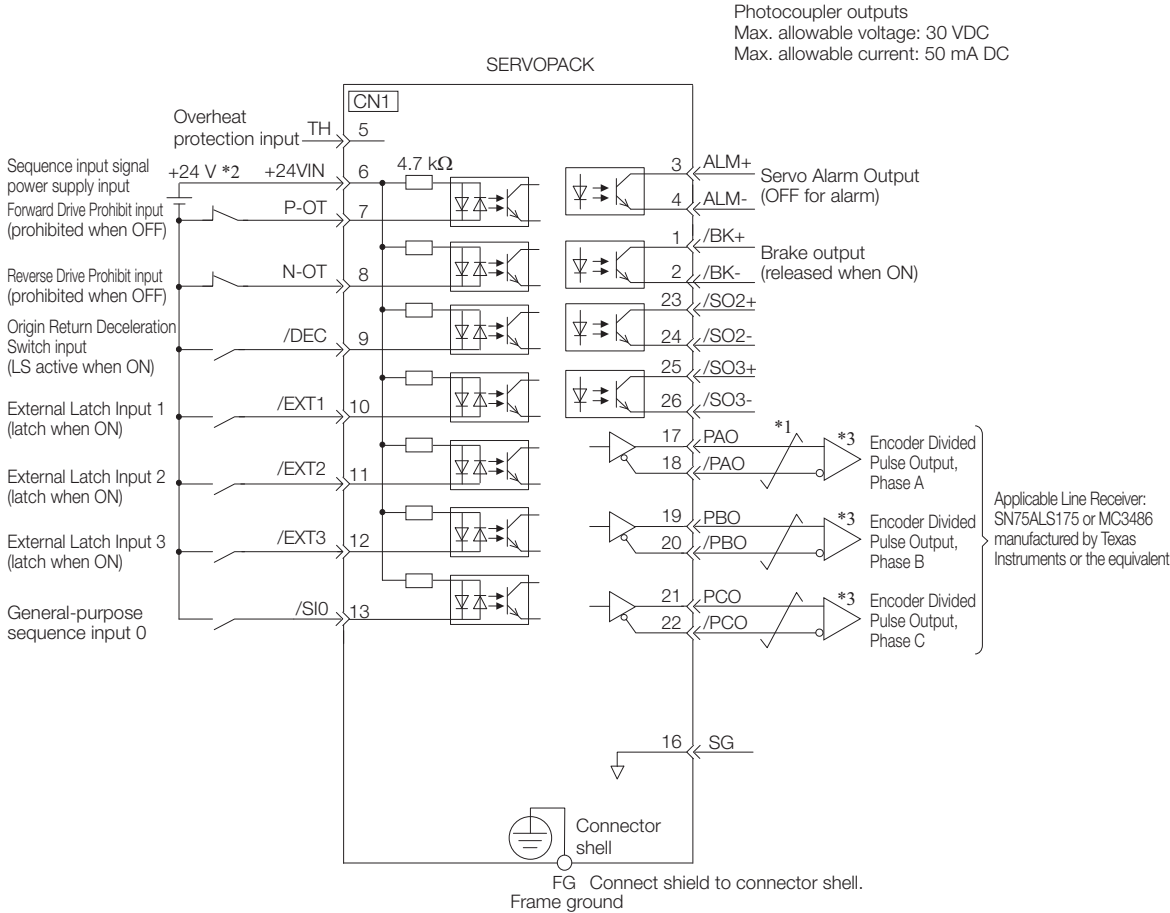 Photocoupler outputs
Max. allowable voltage: 30 VDC
Max. allowable current: 50 mA DC
SERVOPACK
CN1
Overheat
protection input
TH
5
Sequence input signal
power supply input
+24 V *2
+24VIN
6
4.7 kΩ
Forward Drive Prohibit input
(prohibited when OFF)
P-OT
7
Reverse Drive Prohibit input
(prohibited when OFF)
N-OT
8
Origin Return Deceleration
Switch input
(LS active when ON)
/DEC
9
External Latch Input 1
(latch when ON)
/EXT1
10
External Latch Input 2
(latch when ON)
/EXT2
11
External Latch Input 3
(latch when ON)
/EXT3
12
General-purpose
sequence input 0
/SI0
13
3
ALM+
4
ALM-
Servo Alarm Output
(OFF for alarm)
1
/BK+
2
/BK-
Brake output
(released when ON)
23
/SO2+
24
/SO2-
25
/SO3+
26
/SO3-
17
PAO
18
/PAO
*1
*3
Encoder Divided
Pulse Output,
Phase A
19
PBO
20
/PBO
*3
Encoder Divided
Pulse Output,
Phase B
21
PCO
22
/PCO
*3
Encoder Divided
Pulse Output,
Phase C
Applicable Line Receiver:
SN75ALS175 or MC3486
manufactured by Texas
Instruments or the equivalent
16
SG
Connector
shell
FG
Connect shield to connector shell.
Frame ground